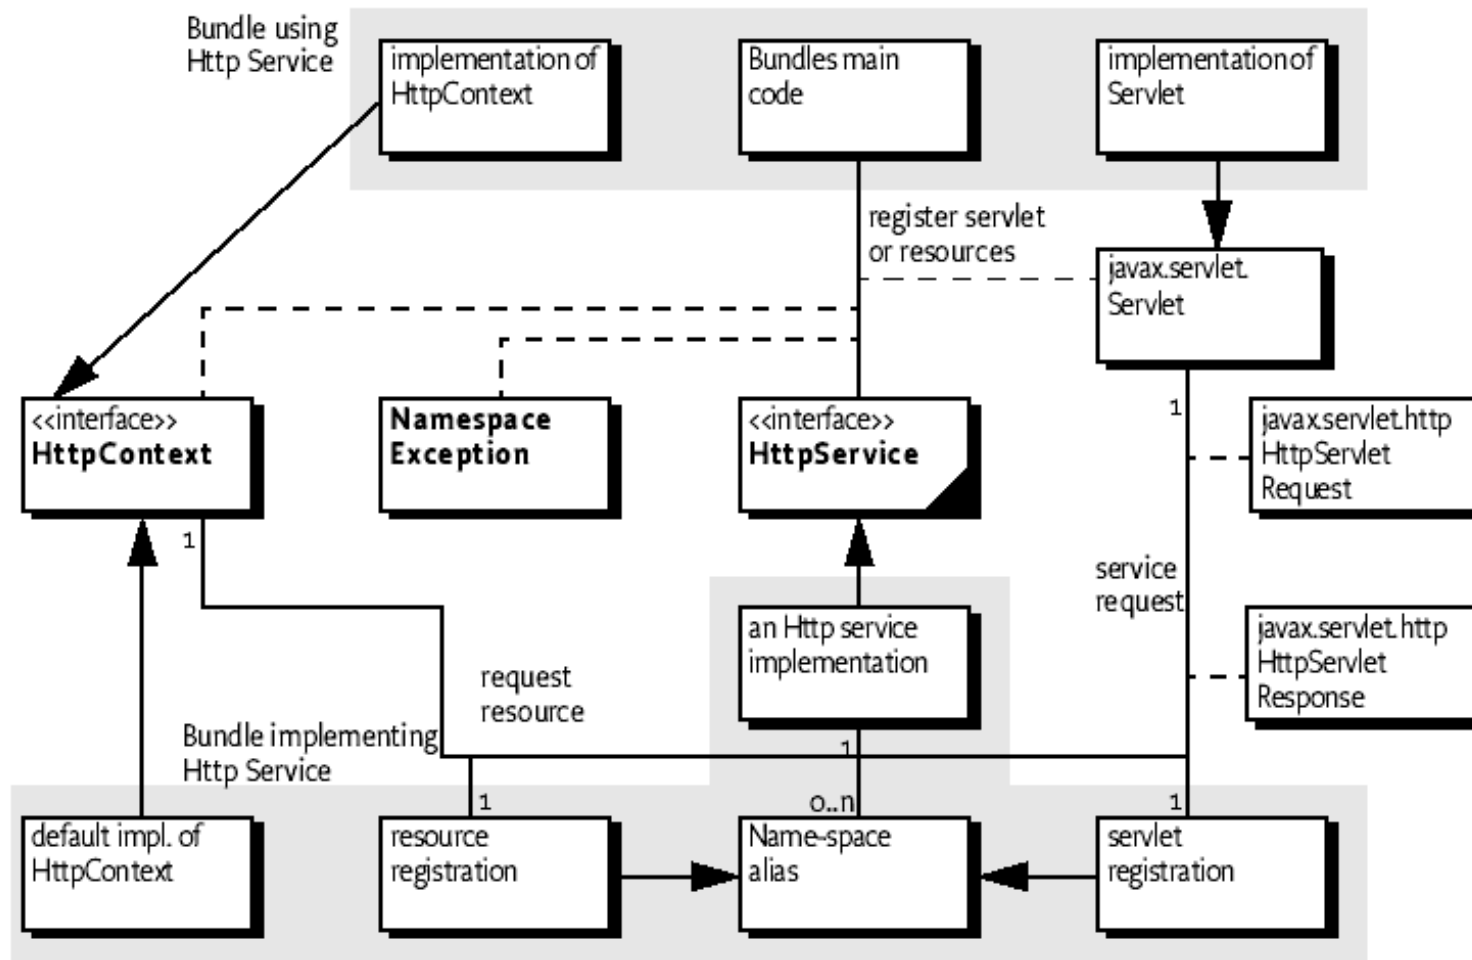 Bundle using
Http Service
implementation of
HttpContext
Bundles main
code
implementation of
Servlet
register servlet
or resources
javax.servlet.
Servlet
<<interface>>
HttpContext
Namespace
Exception
<<interface>>
HttpService
1
javax.servlet.http
HttpServlet
Request
1
service
request
an Http service
implementation
javax.servlet.http
HttpServlet
Response
request
resource
Bundle implementing
Http Service
1
1
o..n
1
default impl. of
HttpContext
resource
registration
Name-space
alias
servlet
registration